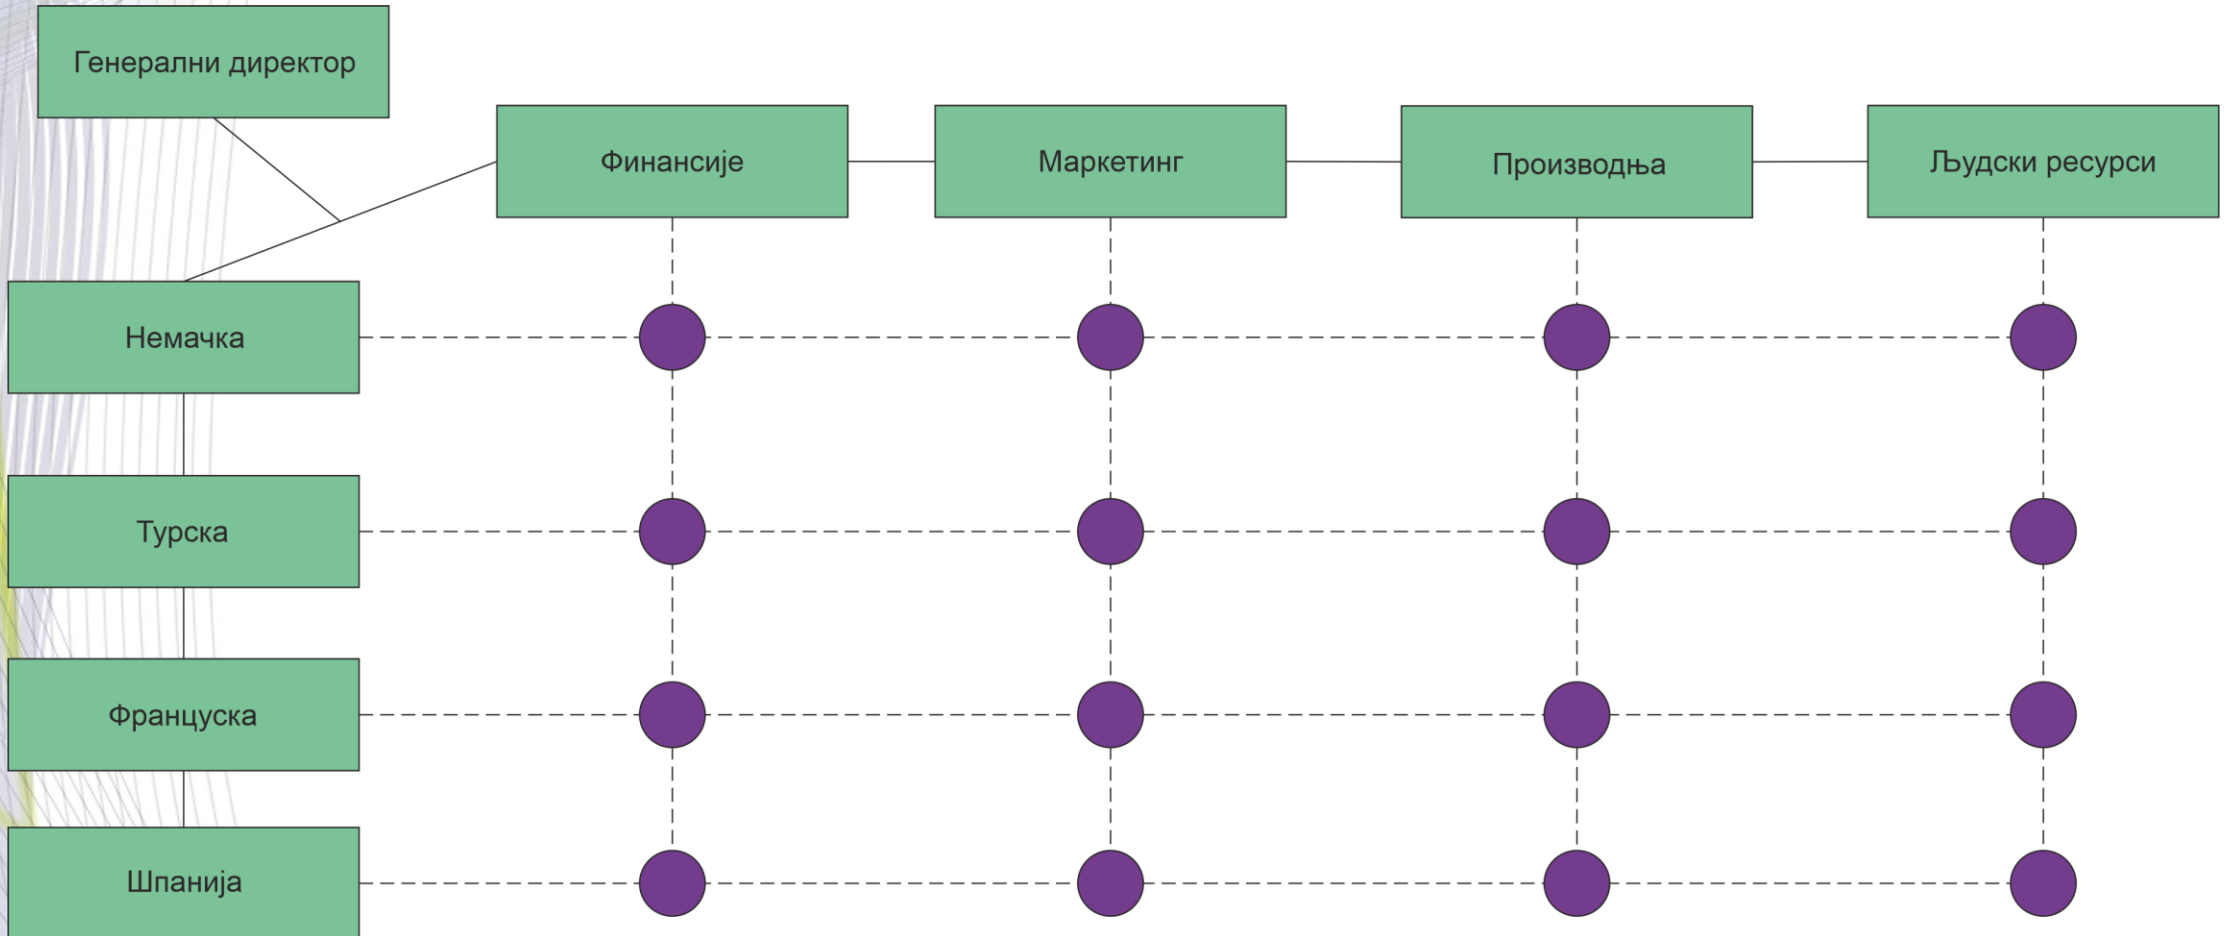 Генерални директор
Финансије
Маркетинг
Производња
Људски ресурси
Немачка
Турска
Француска
Шпанија